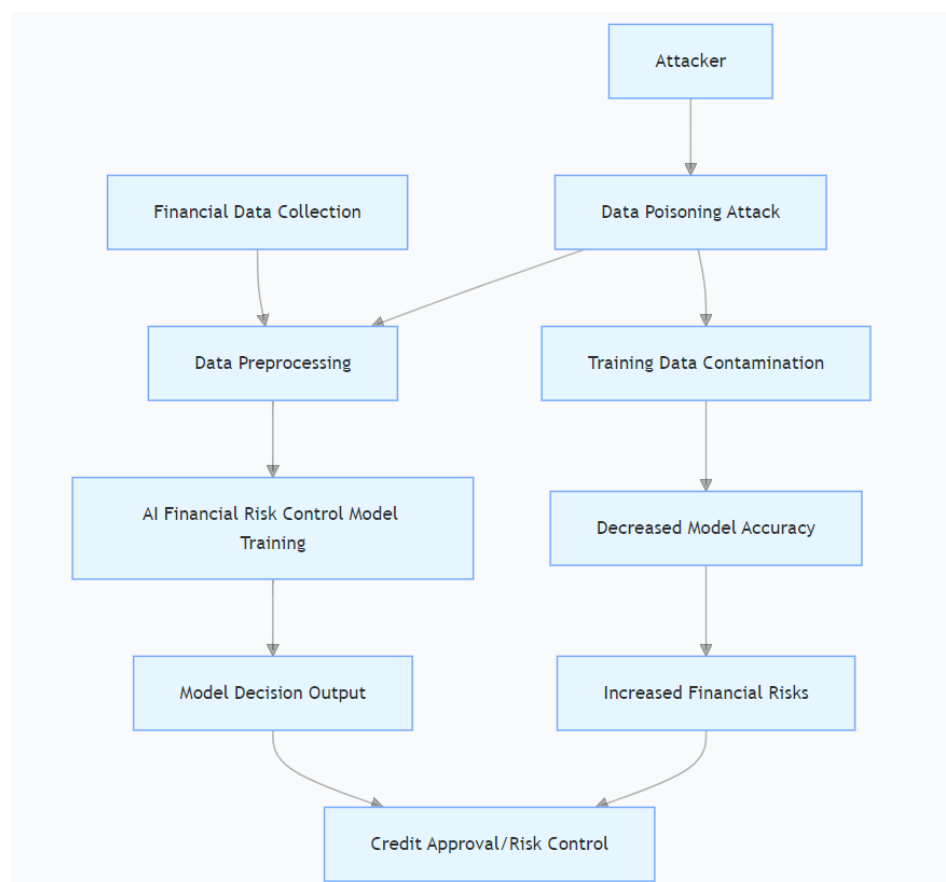 Attacker
Financial Data Collection
Data Poisoning Attack
Data Preprocessing
Training Data Contamination
AI Financial Risk Control Model
Training
Decreased Model Accuracy
Model Decision Output
Increased Financial Risks
Credit Approval/Risk Control